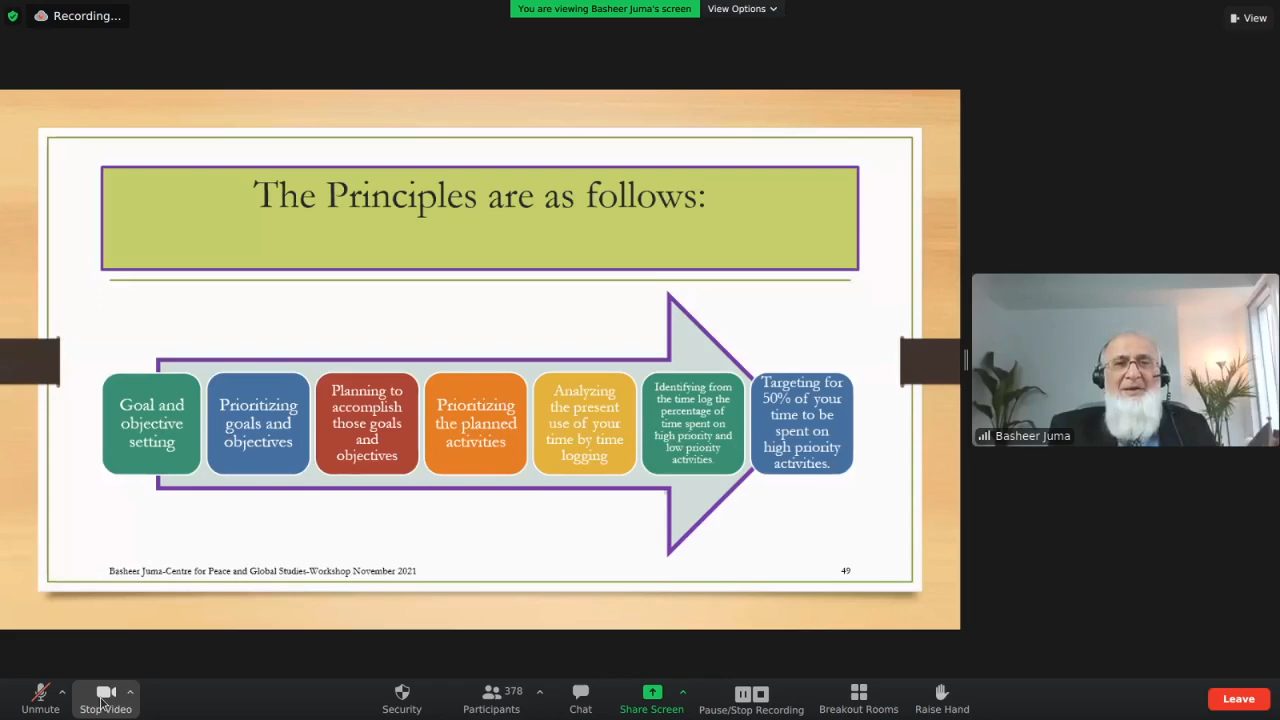 Recording...
You are viewing Basheer Juma's screen
View Options
View
The Principles are as follows:
Goal and
objective
setting
Prioritizing
goals and
objectives
Planning to
accomplish
those goals
and
objectives
Prioritizing
the planned
activities
Analyzing
the present
use of your
time by time
logging
Identifying from
the time log the
percentage of
time spent on
high priority and
low priority
activities.
Targeting for
50% of your
time to be
spent on
high priority
activities.
Basheer Juma-Centre for Peace and Global Studies-Workshop November 2021
49
Basheer Juma
Unmute
Stop Video
Security
378
Participants
Chat
Share Screen
Pause/Stop Recording
Breakout Rooms
Raise Hand
Leave